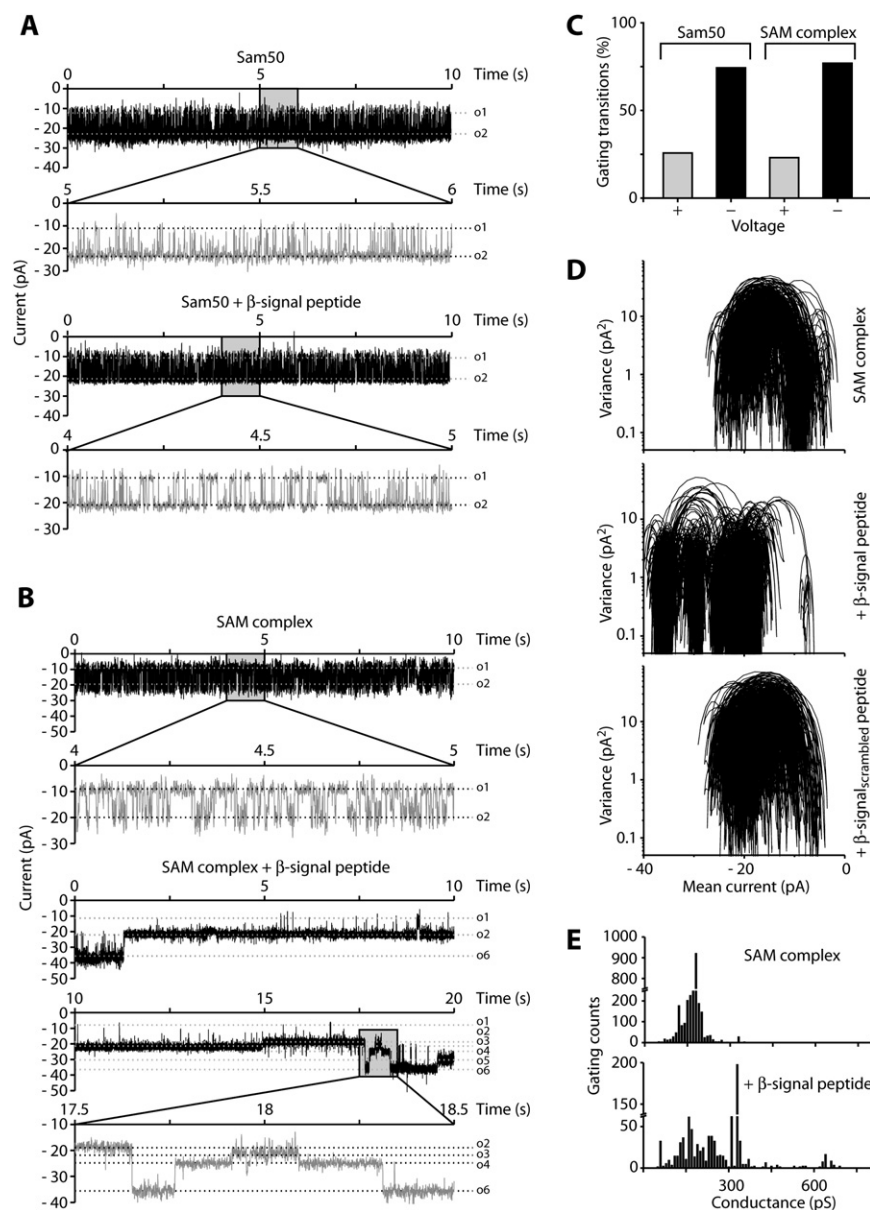 A
Sam50
0 5 10 Time (s)
0
- 10
- 20
- 30
- 40
o1
o2
5 5.5 6 Time (s)
0
- 10
- 20
- 30
o1
o2
Sam50 + β-signal peptide
0 5 10 Time (s)
0
- 10
- 20
- 30
- 40
o1
o2
4 4.5 5 Time (s)
0
- 10
- 20
- 30
o1
o2
Current (pA)
B
SAM complex
0 5 10 Time (s)
0
- 10
- 20
- 30
- 40
- 50
o1
o2
4 4.5 5 Time (s)
0
- 10
- 20
- 30
o1
o2
SAM complex + β-signal peptide
0 5 10 Time (s)
0
- 10
- 20
- 30
- 40
- 50
o1
o2
o6
10 15 20 Time (s)
0
- 10
- 20
- 30
- 40
- 50
o1
o2
o3
o4
o5
o6
17.5 18 18.5 Time (s)
- 10
- 20
- 30
- 40
o2
o3
o4
o6
Current (pA)
C
Sam50 SAM complex
100
75
50
25
0
Gating transitions (%)
+ − + −
Voltage
D
10
1
0.1
Variance (pA²)
SAM complex
10
1
0.1
Variance (pA²)
+ β-signal peptide
10
1
0.1
Variance (pA²)
+ β-signal scrambled peptide
- 40 - 20 0
Mean current (pA)
E
SAM complex
1000
900
800
200
100
0
+ β-signal peptide
200
150
50
0
Gating counts
0 300 600
Conductance (pS)